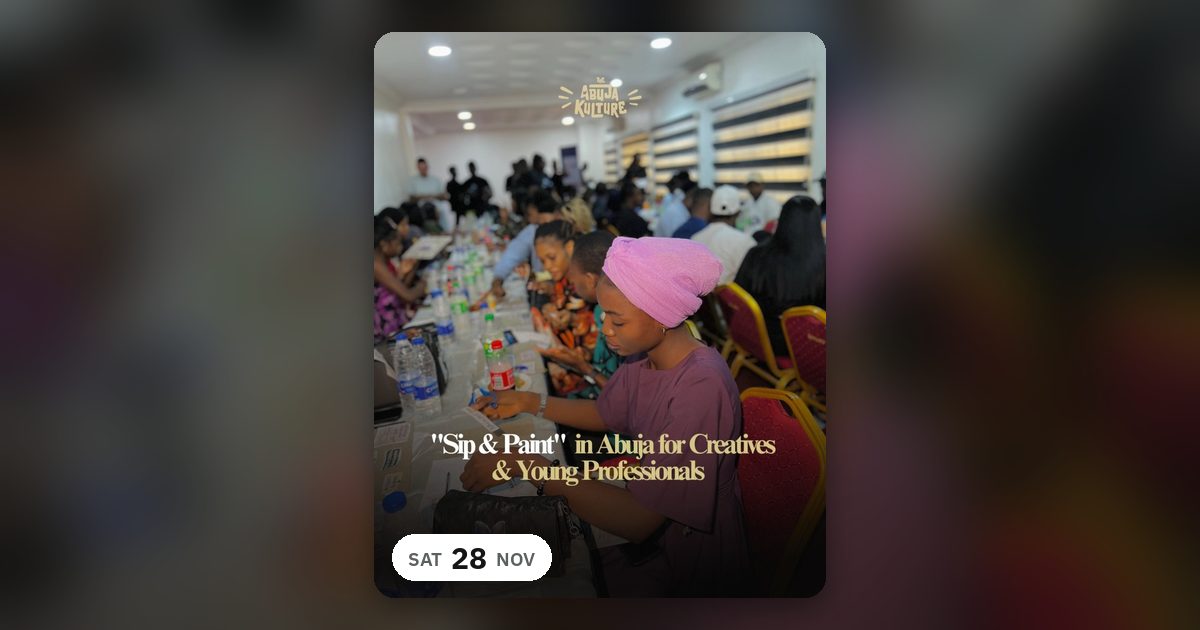 ABUJA
KULTURE
"Sip & Paint" in Abuja for Creatives
& Young Professionals
SAT 28 NOV